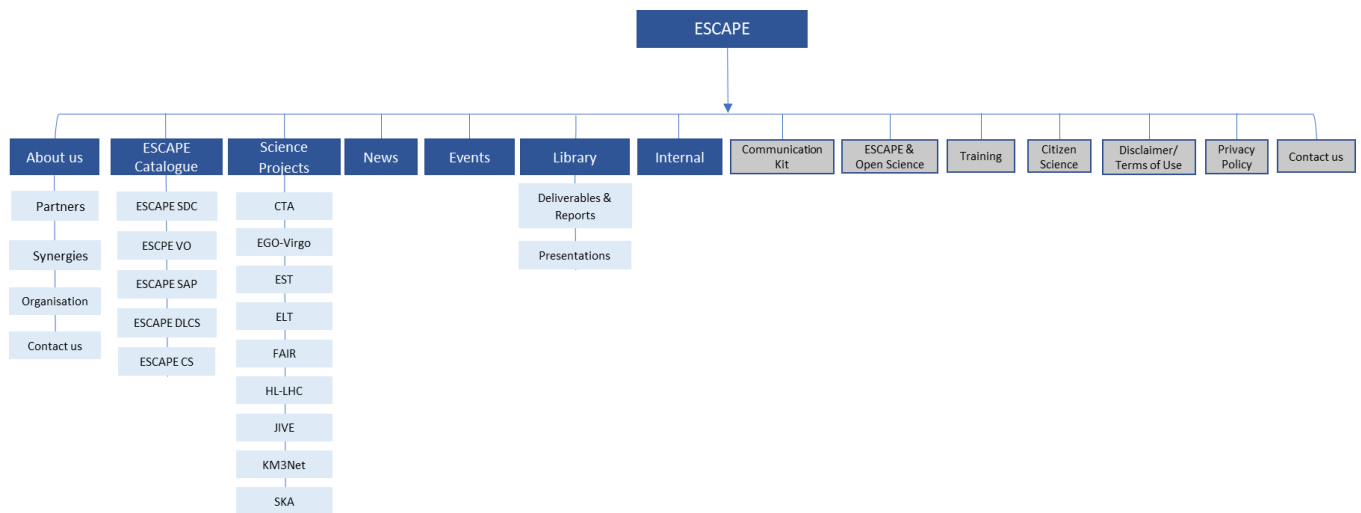 ESCAPE
About us
ESCAPE
Catalogue
Science
Projects
News
Events
Library
Internal
Communication
Kit
ESCAPE &
Open Science
Training
Citizen
Science
Disclaimer/
Terms of Use
Privacy
Policy
Contact us
Partners
Synergies
Organisation
Contact us
ESCAPE SDC
ESCPE VO
ESCAPE SAP
ESCAPE DLCS
ESCAPE CS
CTA
EGO-Virgo
EST
ELT
FAIR
HL-LHC
JIVE
KM3Net
SKA
Deliverables &
Reports
Presentations